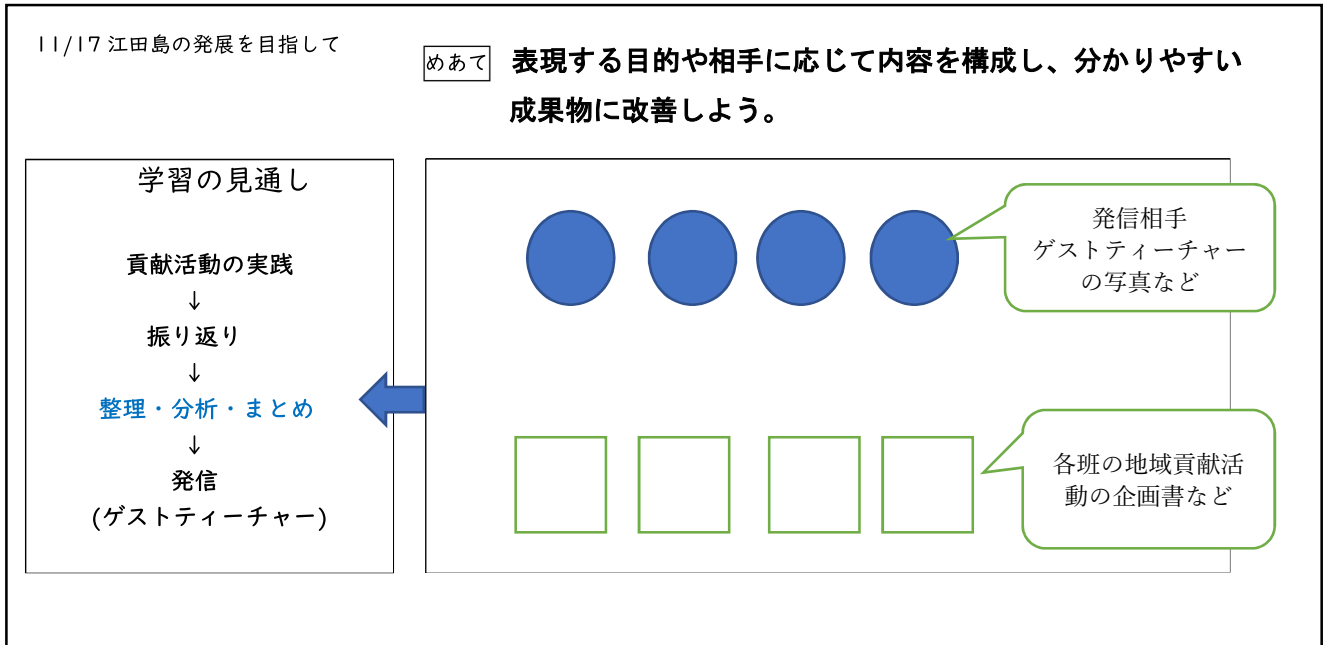 11/17 江田島の発展を目指して
めあて 表現する目的や相手に応じて内容を構成し、分かりやすい
成果物に改善しよう。
学習の見通し
貢献活動の実践
↓
振り返り
↓
整理・分析・まとめ
↓
発信
(ゲストティーチャー)
発信相手
ゲストティーチャー
の写真など
各班の地域貢献活
動の企画書など